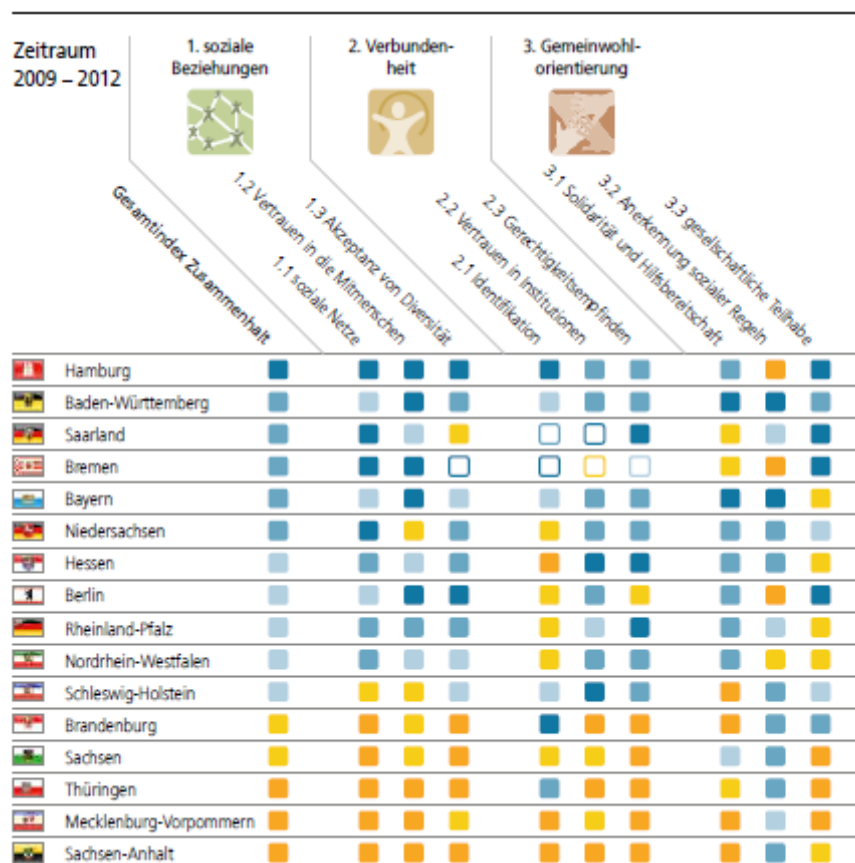 Zeitraum
2009 – 2012
1. soziale
Beziehungen
2. Verbunden-
heit
3. Gemeinwohl-
orientierung
Gesamtindex Zusammenhalt
1.1 soziale Netze
1.2 Vertrauen in die Mitmenschen
1.3 Akzeptanz von Diversität
2.1 Identifikation
2.2 Vertrauen in Institutionen
2.3 Gerechtigkeitsempfinden
3.1 Solidarität und Hilfsbereitschaft
3.2 Anerkennung sozialer Regeln
3.3 gesellschaftliche Teilhabe
Hamburg
Baden-Württemberg
Saarland
Bremen
Bayern
Niedersachsen
Hessen
Berlin
Rheinland-Pfalz
Nordrhein-Westfalen
Schleswig-Holstein
Brandenburg
Sachsen
Thüringen
Mecklenburg-Vorpommern
Sachsen-Anhalt